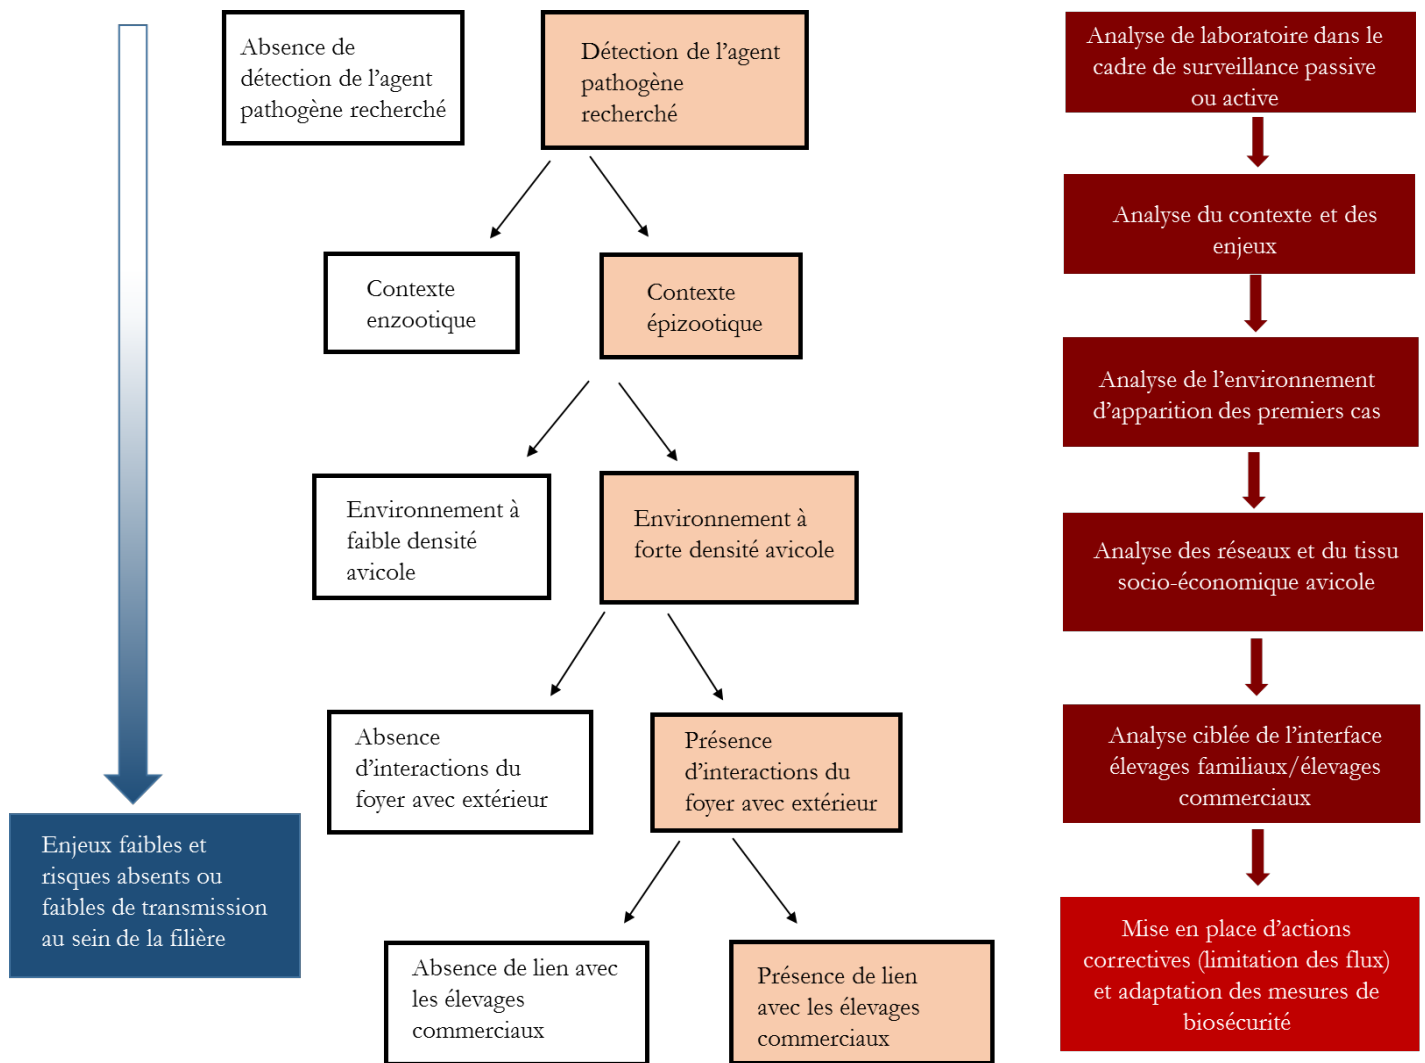 Absence de
détection de l'agent
pathogène recherché
Détection de l'agent
pathogène
recherché
Analyse de laboratoire dans le
cadre de surveillance passive
ou active
Contexte
enzootique
Contexte
épizootique
Analyse du contexte et des
enjeux
Environnement à
faible densité
avicole
Environnement à
forte densité avicole
Analyse de l'environnement
d'apparition des premiers cas
Absence
d'interactions du
foyer avec extérieur
Présence
d'interactions du
foyer avec extérieur
Analyse des réseaux et du tissu
socio-économique avicole
Absence de lien avec
les élevages
commerciaux
Présence de lien
avec les élevages
commerciaux
Analyse ciblée de l'interface
élevages familiaux/élevages
commerciaux
Enjeux faibles et
risques absents ou
faibles de transmission
au sein de la filière
Mise en place d'actions
correctives (limitation des flux)
et adaptation des mesures de
biosécurité